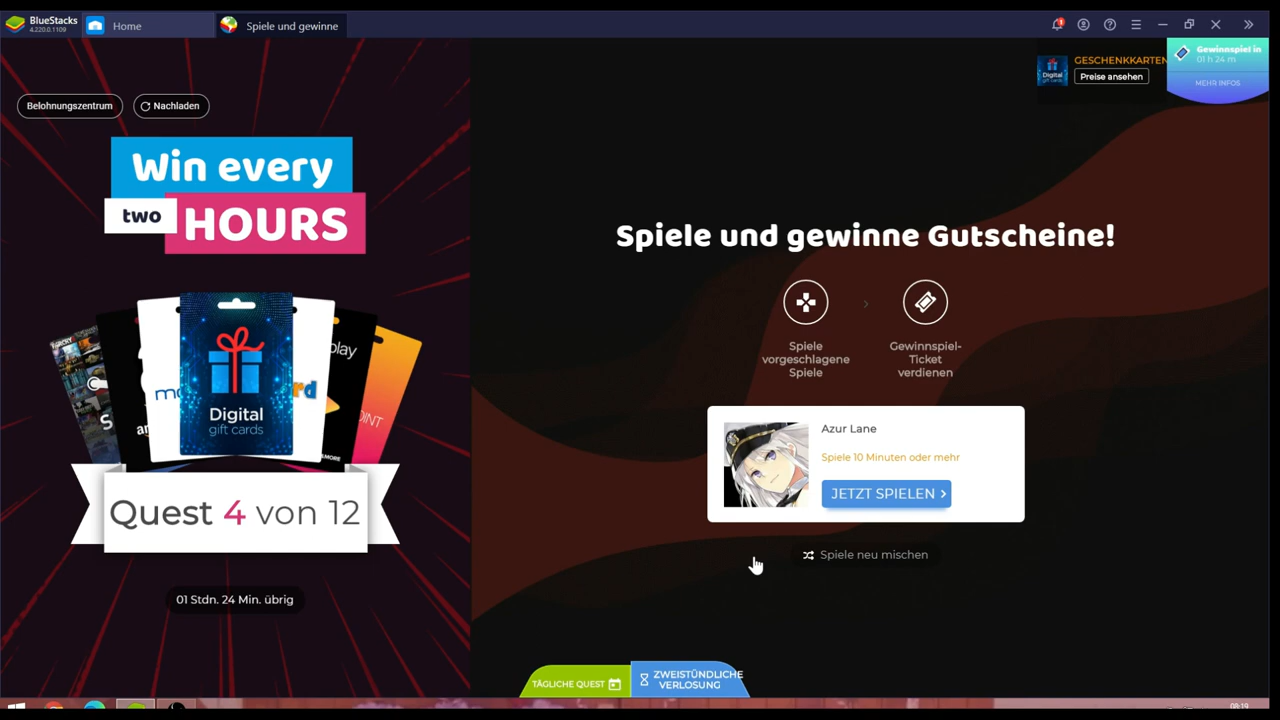 BlueStacks
4.220.0.1109
Home
Spiele und gewinne
GESCHENKKARTEN
Preise ansehen
Gewinnspiel in
01 h 24 m
MEHR INFOS
Belohnungszentrum
Nachladen
Win every
two HOURS
Digital
gift cards
Quest 4 von 12
01 Stdn. 24 Min. übrig
Spiele und gewinne Gutscheine!
Spiele
vorgeschlagene
Spiele
Gewinnspiel-
Ticket
verdienen
Azur Lane
Spiele 10 Minuten oder mehr
JETZT SPIELEN
Spiele neu mischen
TÄGLICHE QUEST
ZWEISTÜNDLICHE
VERLOSUNG
08:19